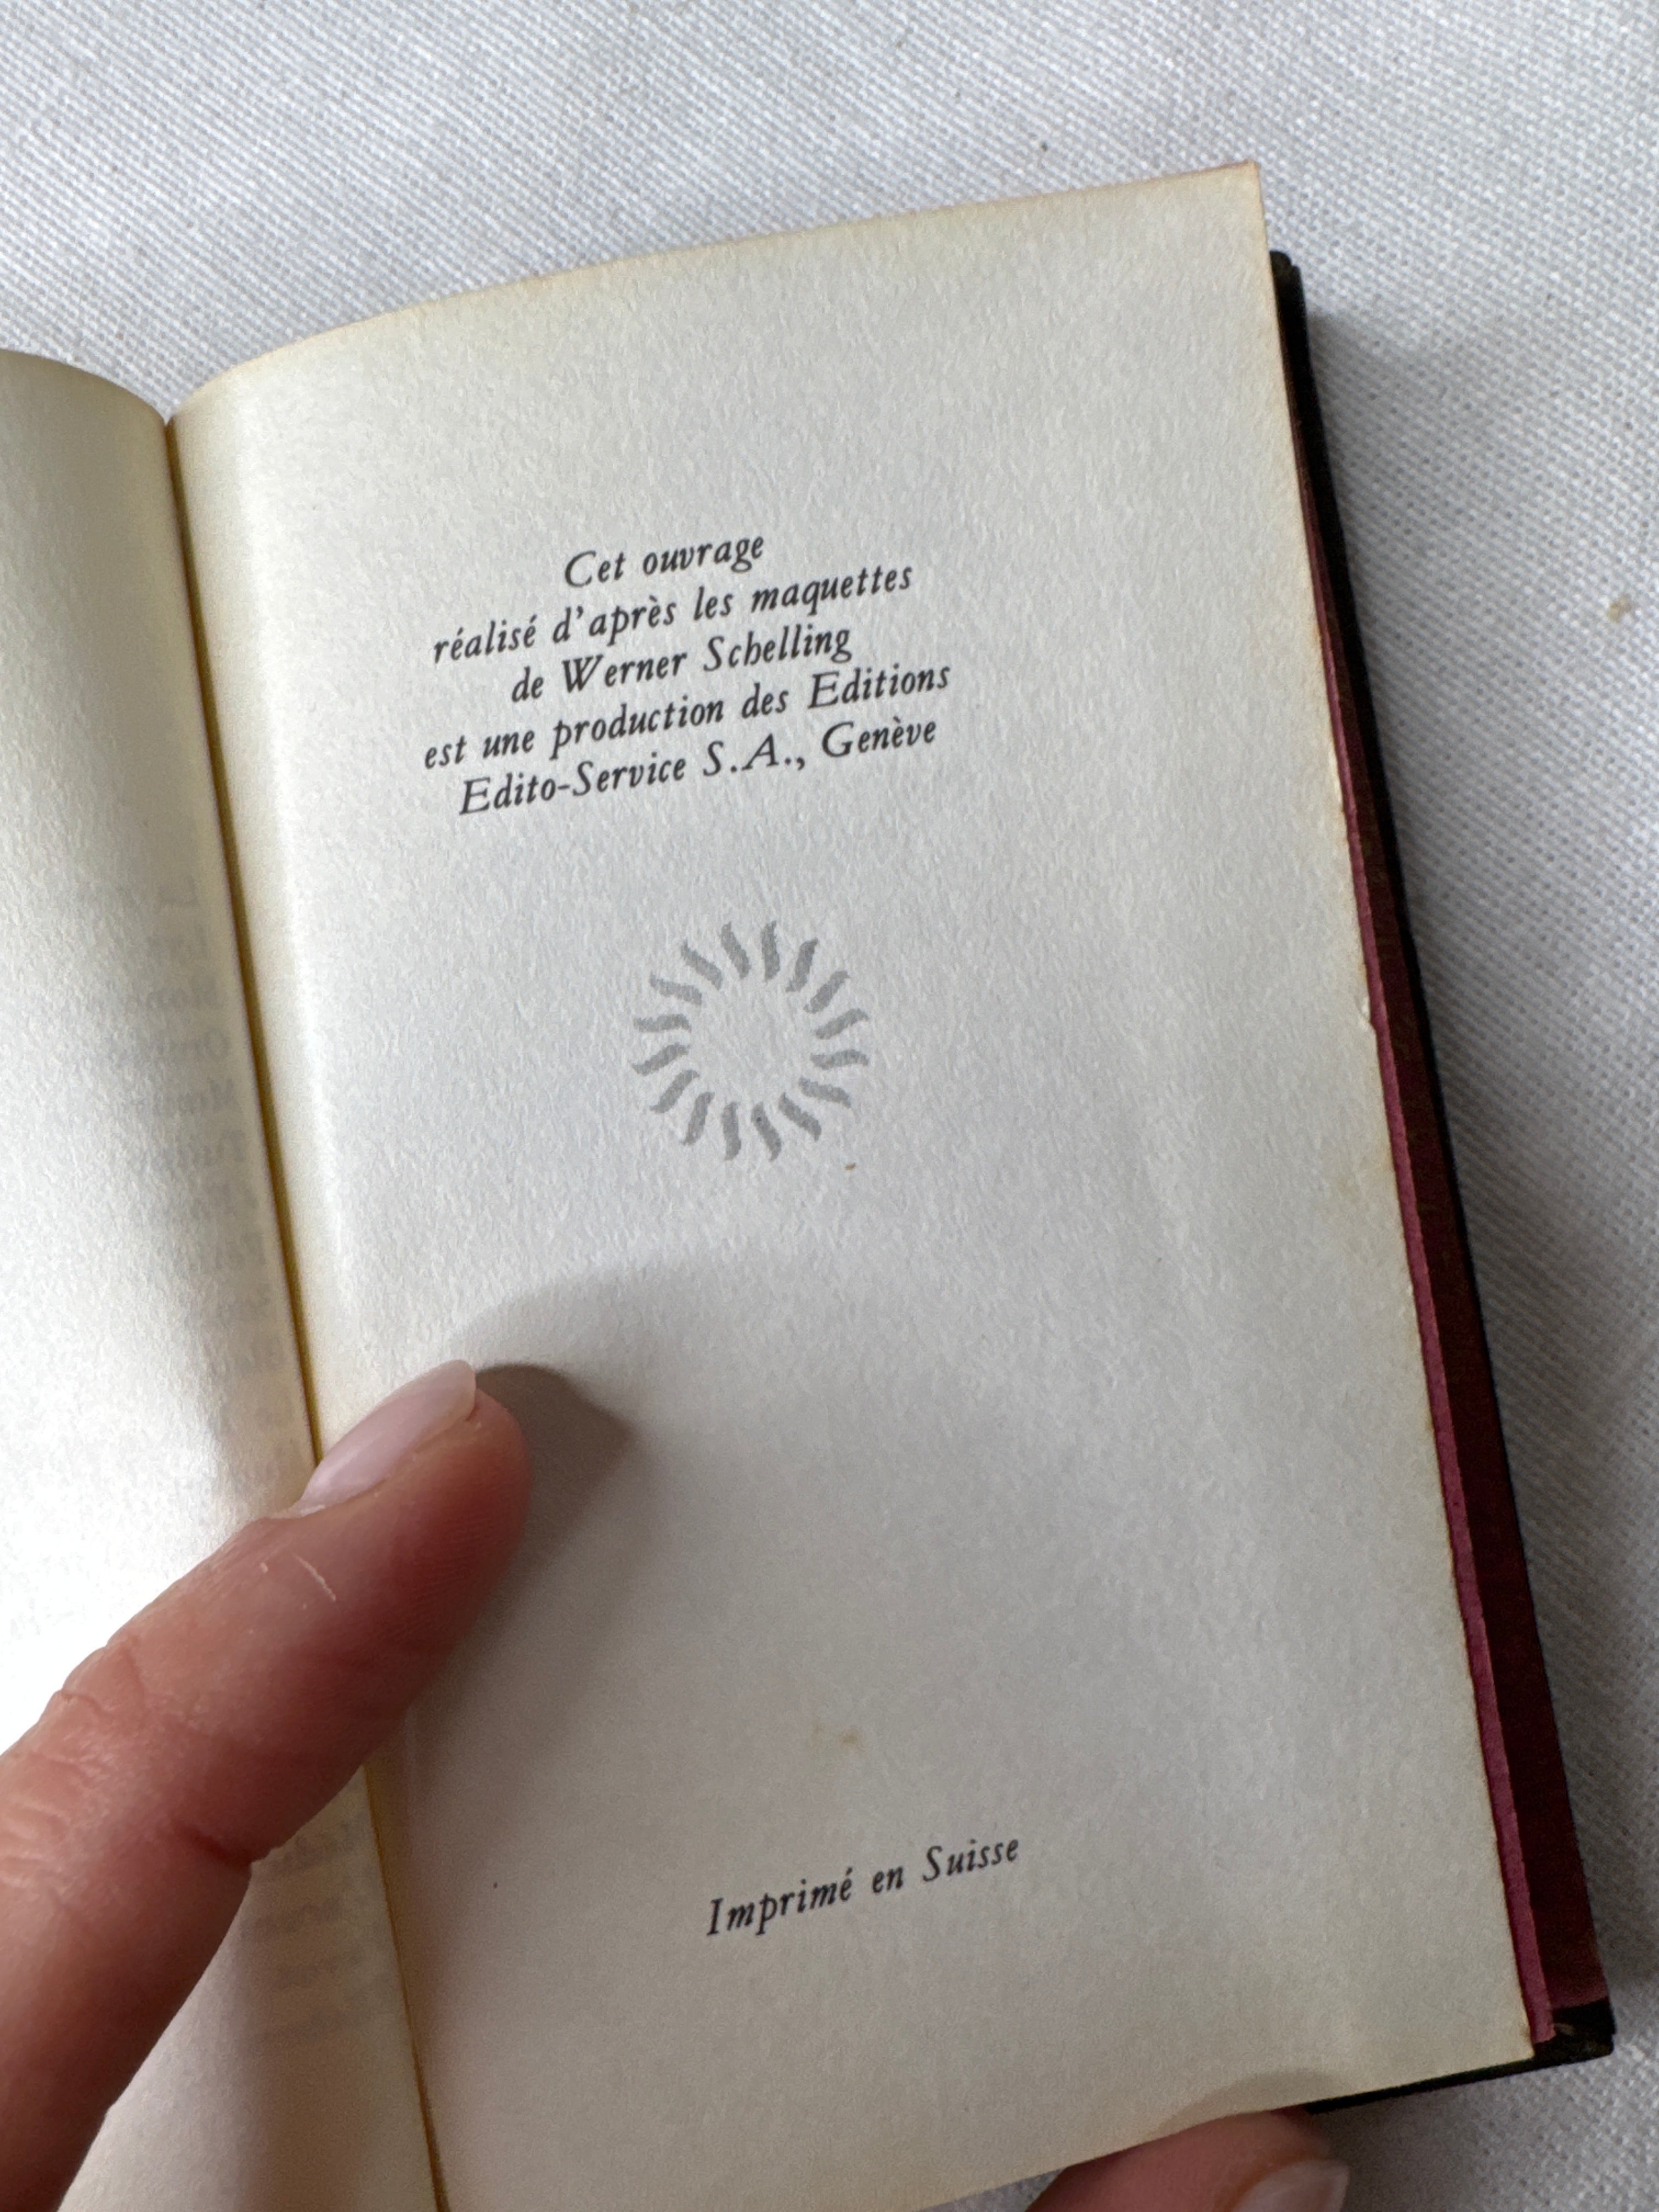 Cet ouvrage
réalisé d'après les maquettes
de Werner Schelling
est une production des Editions
Edito-Service S.A., Genève
Imprimé en Suisse